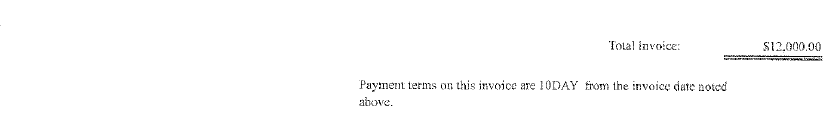 Total Invoice: $12,000.00
Payment terms on this invoice are 10DAY from the invoice date noted
above.